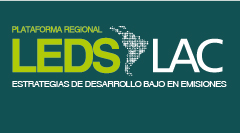 PLATAFORMA REGIONAL
LEDS LAC
ESTRATEGIAS DE DESARROLLO BAJO EN EMISIONES